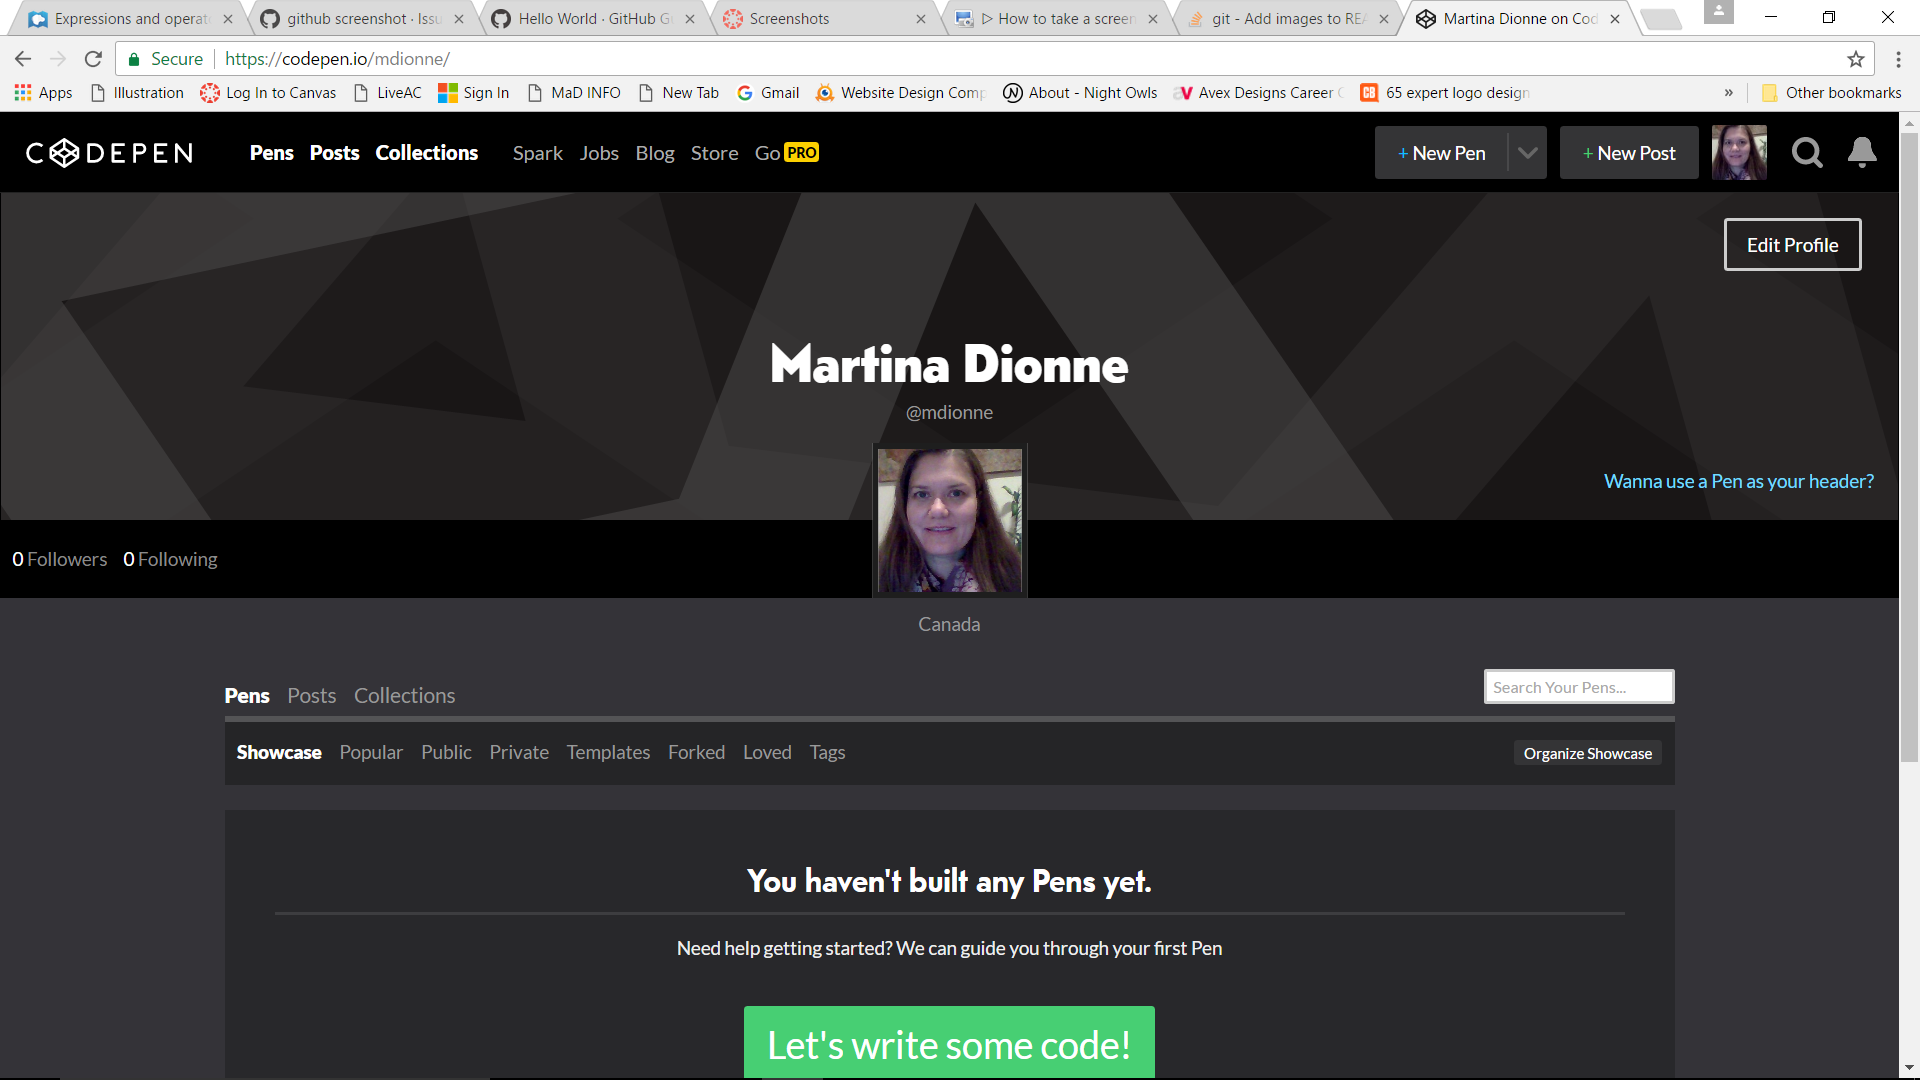 Expressions and operat
github screenshot · Issu
Hello World · GitHub G
Screenshots
▷ How to take a screen
git - Add images to REA
Martina Dionne on Cod
Secure
https://codepen.io/mdionne/
Apps
Illustration
Log In to Canvas
LiveAC
Sign In
MaD INFO
New Tab
Gmail
Website Design Comp
About - Night Owls
Avex Designs Career
65 expert logo design
»
Other bookmarks
CODEPEN
Pens Posts Collections
Spark Jobs Blog Store Go PRO
+ New Pen
+ New Post
Edit Profile
Martina Dionne
@mdionne
Wanna use a Pen as your header?
0 Followers 0 Following
Canada
Pens Posts Collections
Search Your Pens...
Showcase Popular Public Private Templates Forked Loved Tags
Organize Showcase
You haven't built any Pens yet.
Need help getting started? We can guide you through your first Pen
Let's write some code!